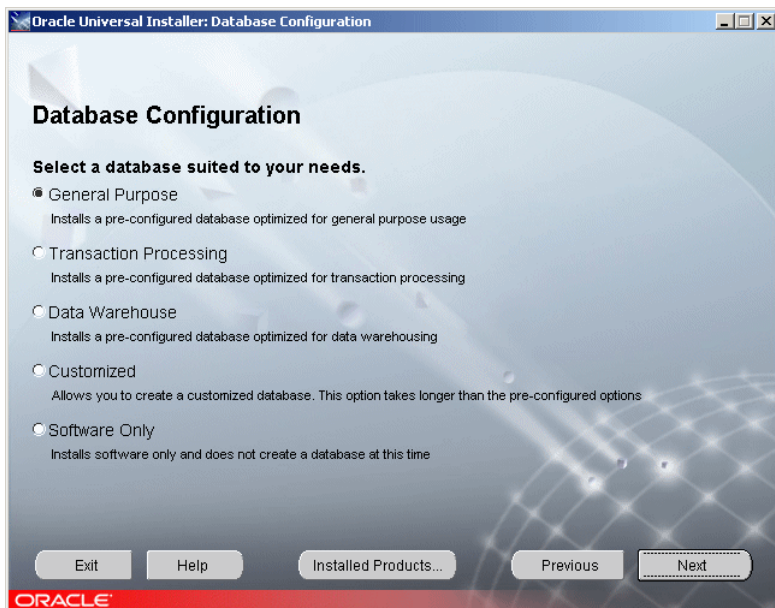 Oracle Universal Installer: Database Configuration
Database Configuration
Select a database suited to your needs.
General Purpose
Installs a pre-configured database optimized for general purpose usage
Transaction Processing
Installs a pre-configured database optimized for transaction processing
Data Warehouse
Installs a pre-configured database optimized for data warehousing
Customized
Allows you to create a customized database. This option takes longer than the pre-configured options
Software Only
Installs software only and does not create a database at this time
Exit Help Installed Products... Previous Next
ORACLE